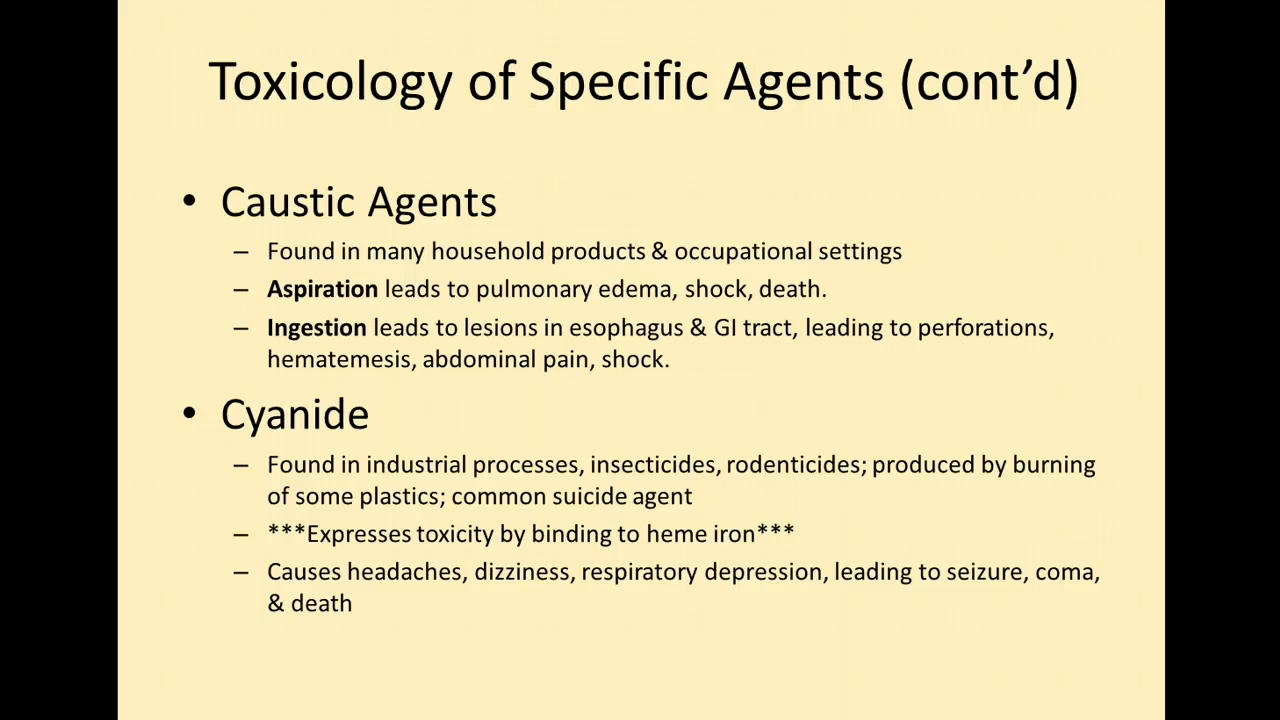 Toxicology of Specific Agents (cont’d)
• Caustic Agents
– Found in many household products & occupational settings
– Aspiration leads to pulmonary edema, shock, death.
– Ingestion leads to lesions in esophagus & GI tract, leading to perforations,
hematemesis, abdominal pain, shock.
• Cyanide
– Found in industrial processes, insecticides, rodenticides; produced by burning
of some plastics; common suicide agent
– ***Expresses toxicity by binding to heme iron***
– Causes headaches, dizziness, respiratory depression, leading to seizure, coma,
& death